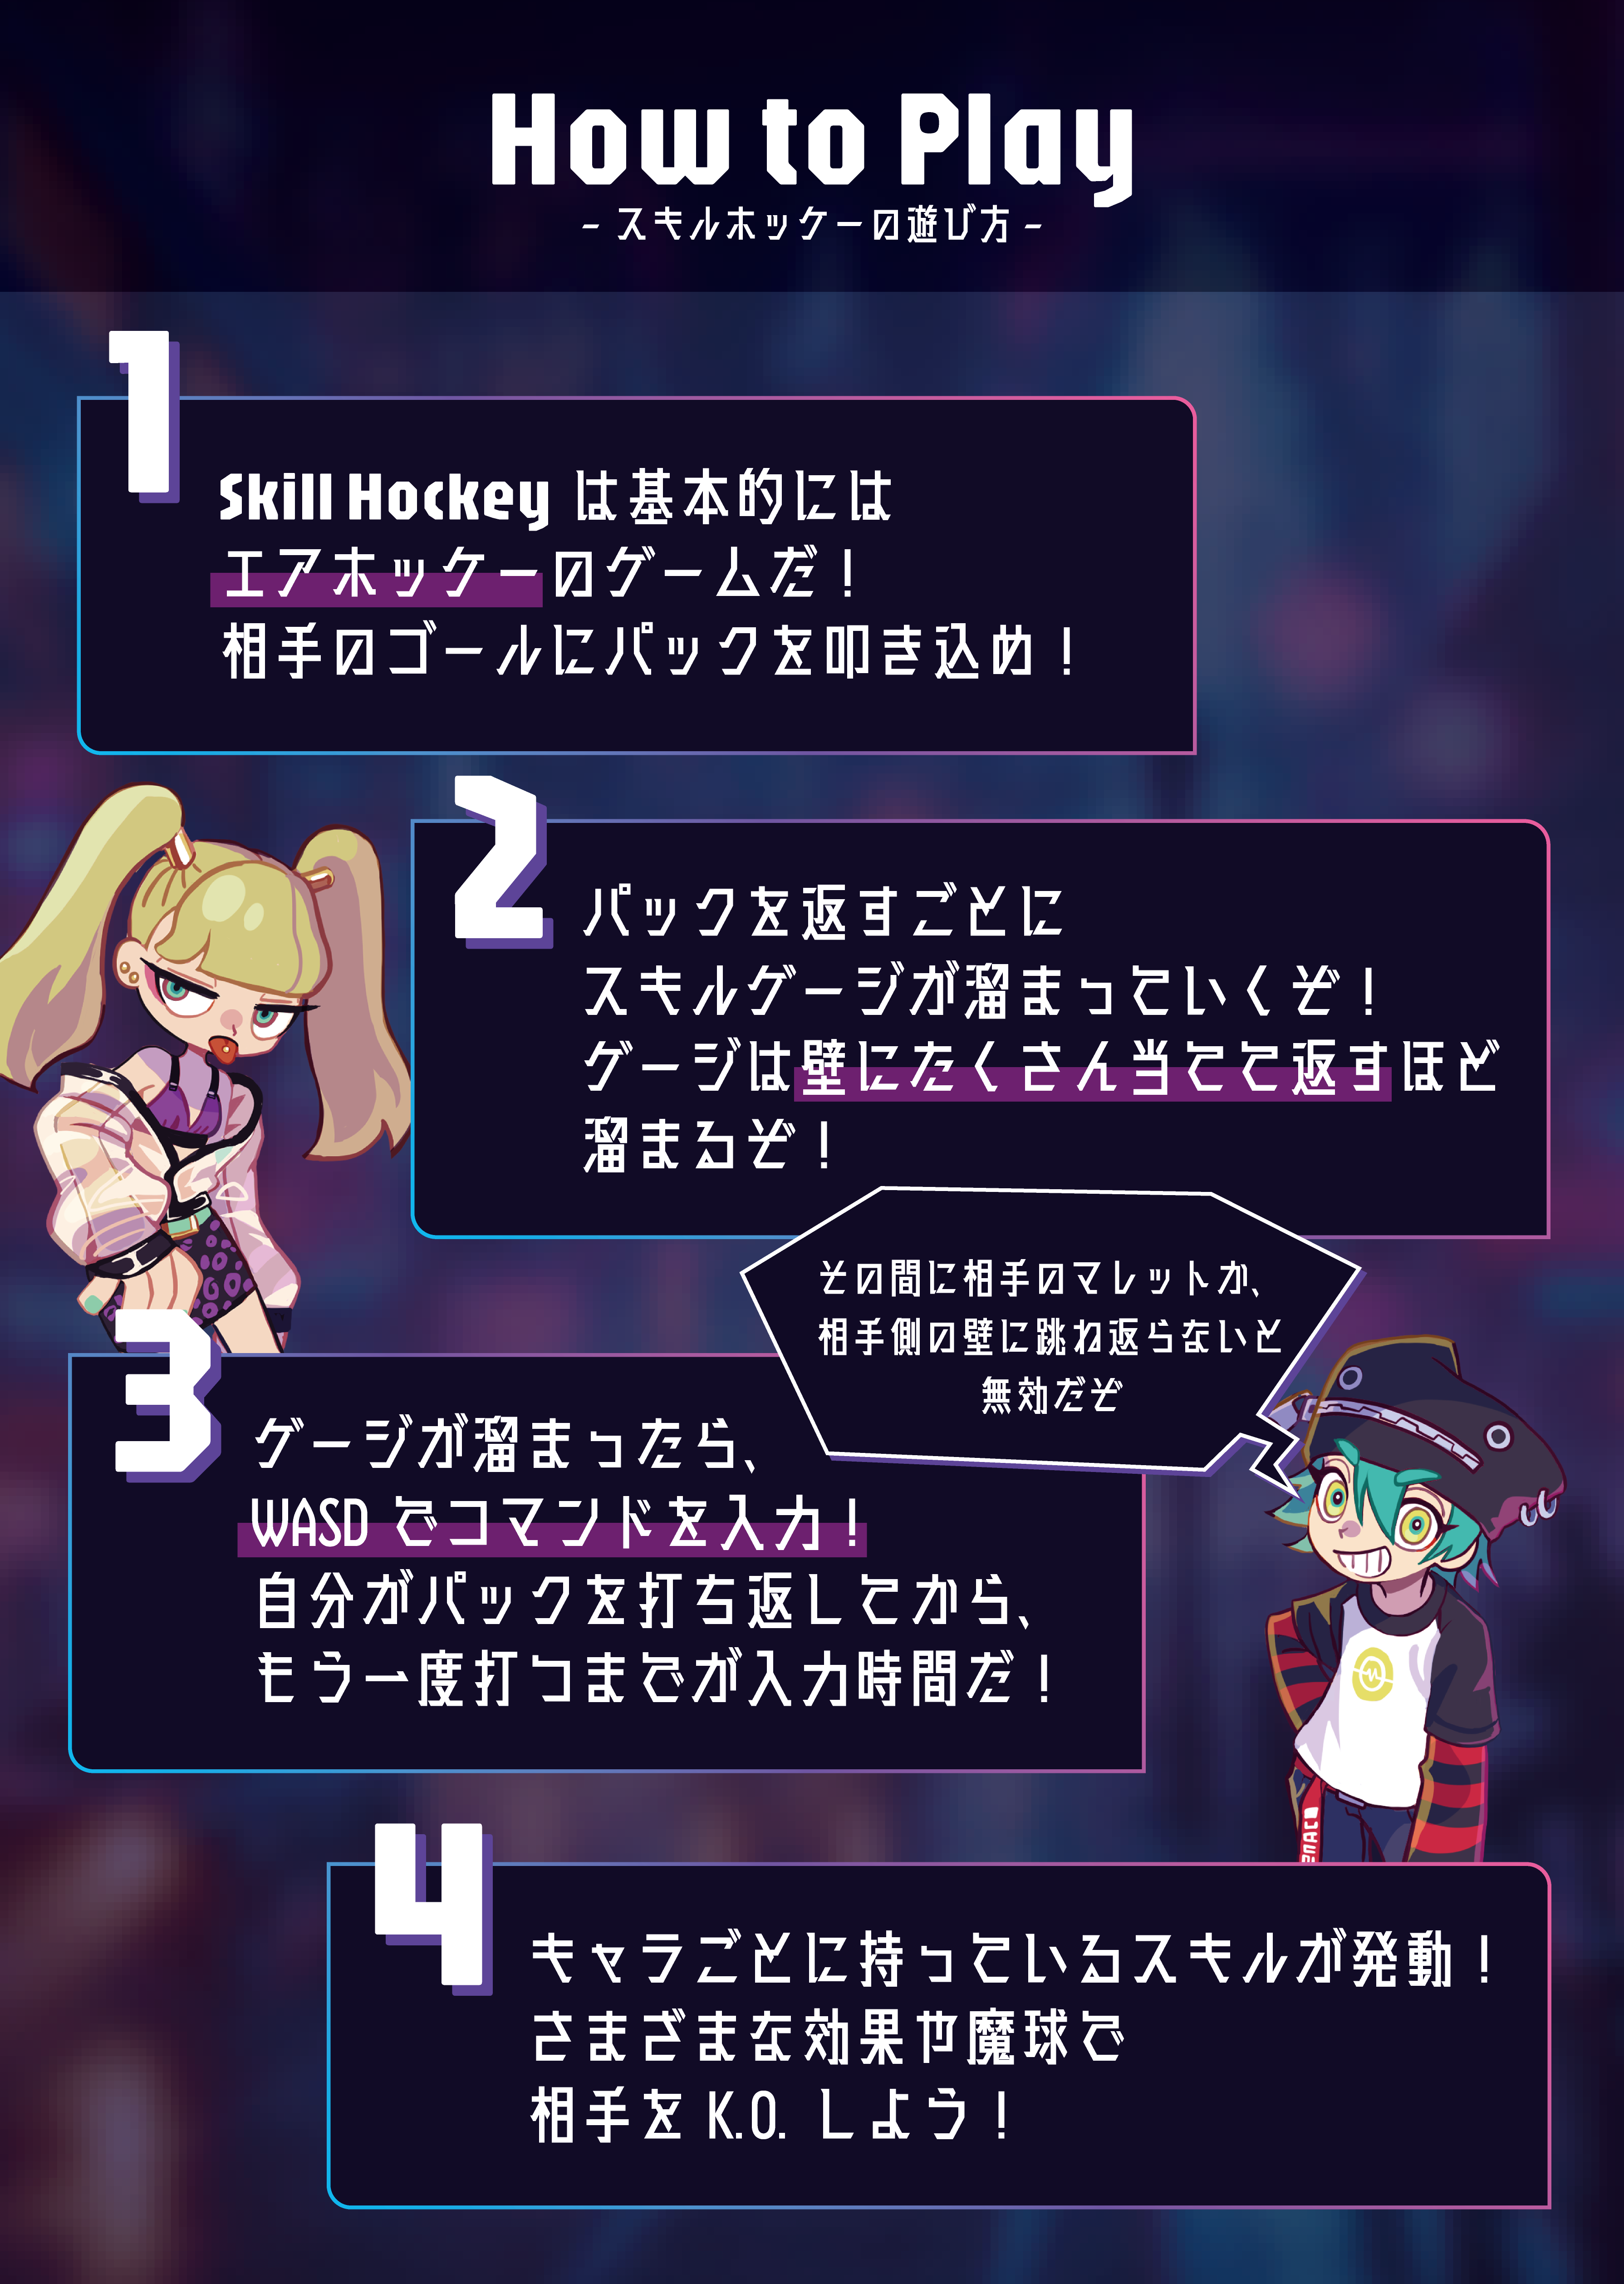 How to Play
- スキルホッケーの遊び方 -
1
Skill Hockey は基本的には
エアホッケーのゲームだ！
相手のゴールにパックを叩き込め！
2
パックを返すごとに
スキルゲージが溜まっていくぞ！
ゲージは壁にたくさん当てて返すほど
溜まるぞ！
その間に相手のマレットか、
相手側の壁に跳ね返らないと
無効だぞ
3
ゲージが溜まったら、
WASD でコマンドを入力！
自分がパックを打ち返してから、
もう一度打つまでが入力時間だ！
4
キャラごとに持っているスキルが発動！
さまざまな効果や魔球で
相手を K.O. しよう！